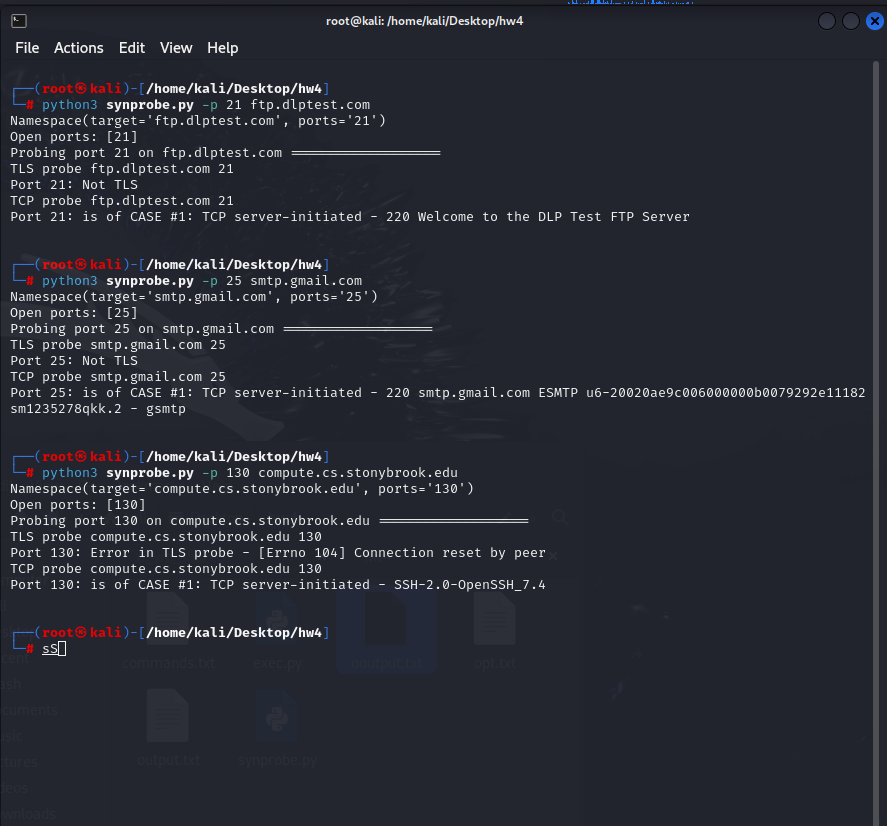 root@kali: /home/kali/Desktop/hw4
File Actions Edit View Help
┌──(root㉿kali)-[/home/kali/Desktop/hw4]
└─# python3 synprobe.py -p 21 ftp.dlptest.com
Namespace(target='ftp.dlptest.com', ports='21')
Open ports: [21]
Probing port 21 on ftp.dlptest.com ===================
TLS probe ftp.dlptest.com 21
Port 21: Not TLS
TCP probe ftp.dlptest.com 21
Port 21: is of CASE #1: TCP server-initiated - 220 Welcome to the DLP Test FTP Server
┌──(root㉿kali)-[/home/kali/Desktop/hw4]
└─# python3 synprobe.py -p 25 smtp.gmail.com
Namespace(target='smtp.gmail.com', ports='25')
Open ports: [25]
Probing port 25 on smtp.gmail.com ===================
TLS probe smtp.gmail.com 25
Port 25: Not TLS
TCP probe smtp.gmail.com 25
Port 25: is of CASE #1: TCP server-initiated - 220 smtp.gmail.com ESMTP u6-20020ae9c006000000b0079292e11182
sm1235278qkk.2 - gsmtp
┌──(root㉿kali)-[/home/kali/Desktop/hw4]
└─# python3 synprobe.py -p 130 compute.cs.stonybrook.edu
Namespace(target='compute.cs.stonybrook.edu', ports='130')
Open ports: [130]
Probing port 130 on compute.cs.stonybrook.edu ===================
TLS probe compute.cs.stonybrook.edu 130
Port 130: Error in TLS probe - [Errno 104] Connection reset by peer
TCP probe compute.cs.stonybrook.edu 130
Port 130: is of CASE #1: TCP server-initiated - SSH-2.0-OpenSSH_7.4
┌──(root㉿kali)-[/home/kali/Desktop/hw4]
└─# sS
commands.txt exec.py ooutput.txt opt.txt
output.txt synprobe.py